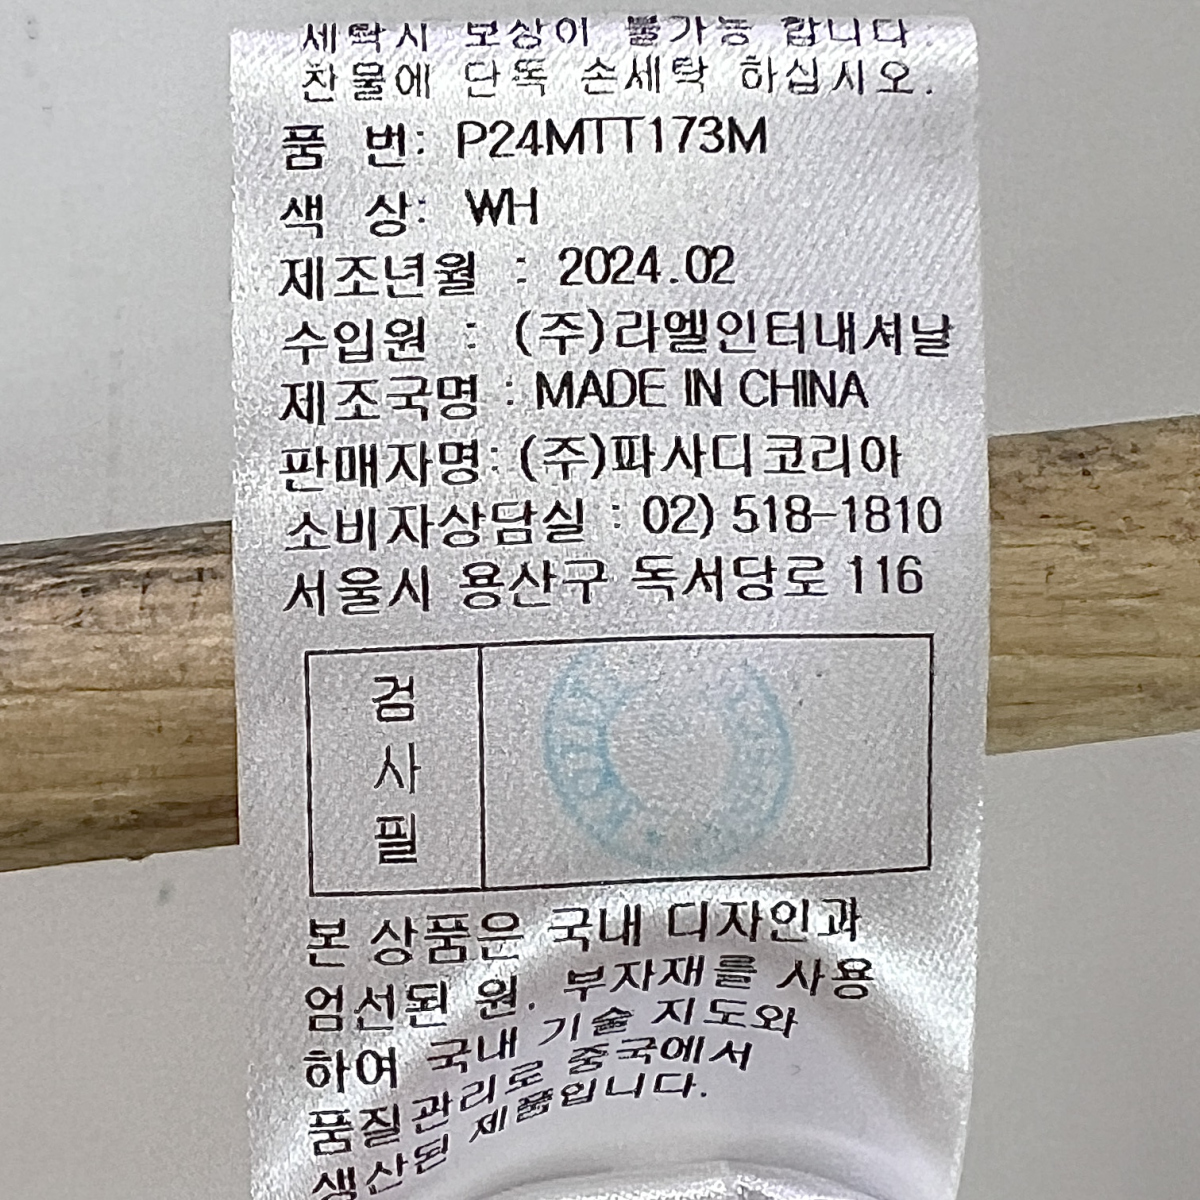 세탁시 보상이 불가능 합니다.
찬물에 단독 손세탁 하십시오.
품 번: P24MTT173M
색 상: WH
제조년월 : 2024.02
수입원 : (주)라엘인터내셔날
제조국명 : MADE IN CHINA
판매자명: (주)파사디코리아
소비자상담실 : 02) 518-1810
서울시 용산구 독서당로 116
검
사
필
본 상품은 국내 디자인과
엄선된 원. 부자재를 사용
하여 국내 기술 지도와
품질관리로 중국에서
생산된 제품입니다.